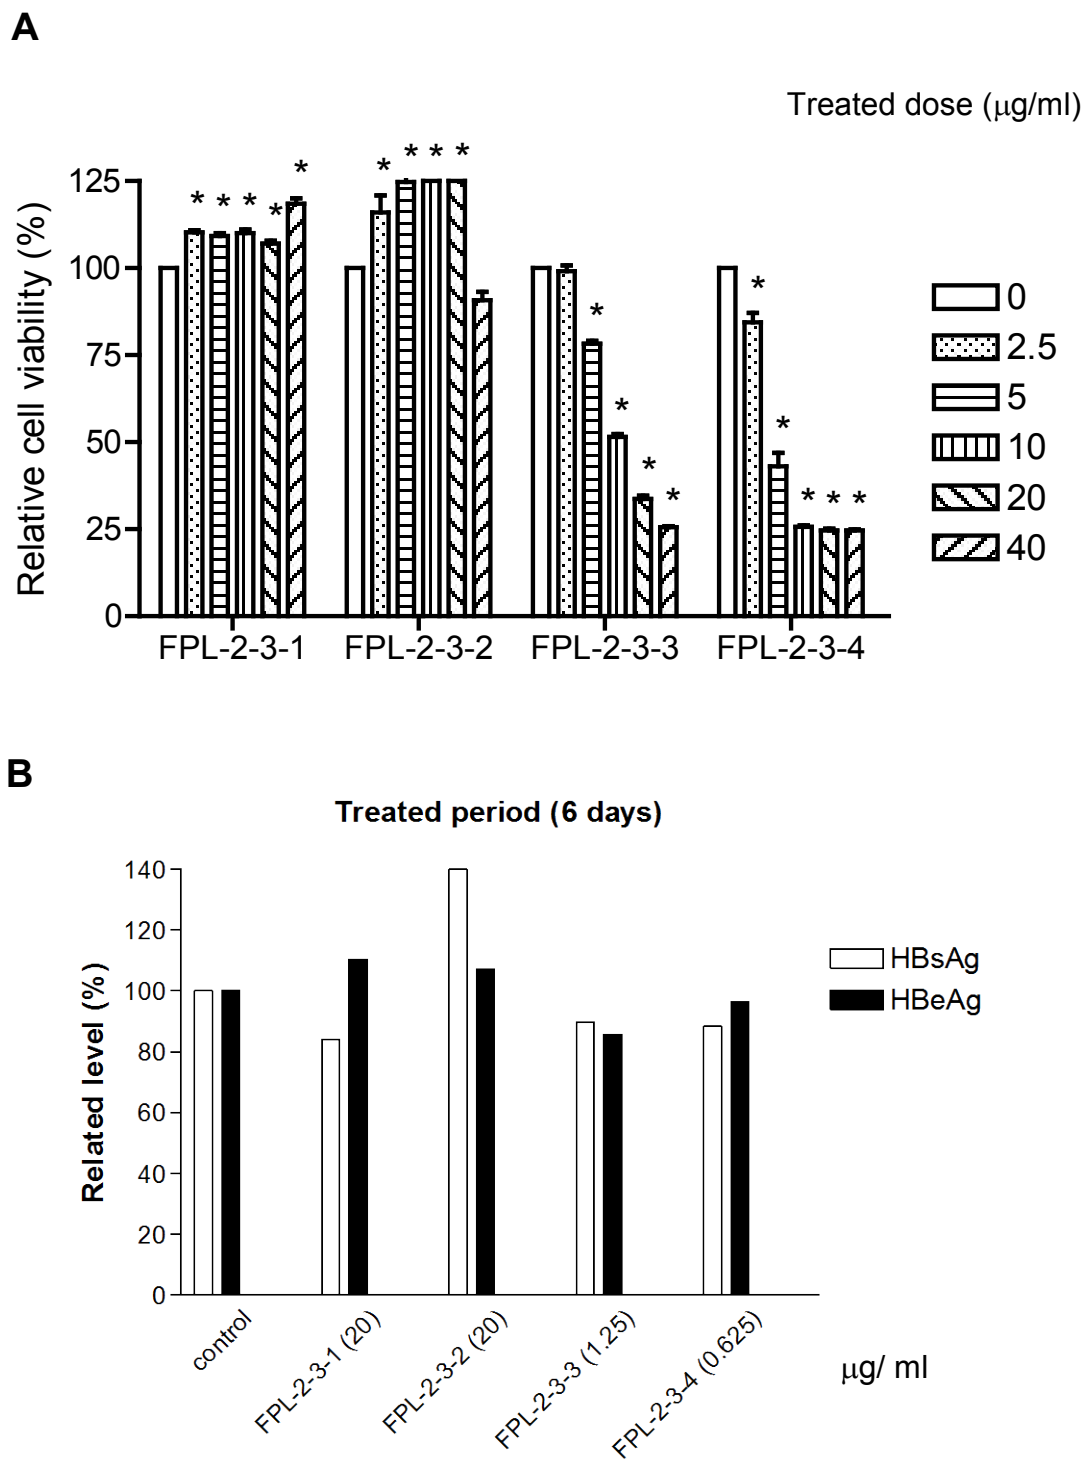 A
Treated dose (µg/ml)
* * * * *
* * * *
* * * *
* * * * *
Relative cell viability (%)
125
100
75
50
25
0
FPL-2-3-1 FPL-2-3-2 FPL-2-3-3 FPL-2-3-4
0
2.5
5
10
20
40
B
Treated period (6 days)
Related level (%)
140
120
100
80
60
40
20
0
control
FPL-2-3-1 (20)
FPL-2-3-2 (20)
FPL-2-3-3 (1.25)
FPL-2-3-4 (0.625)
µg/ ml
HBsAg
HBeAg